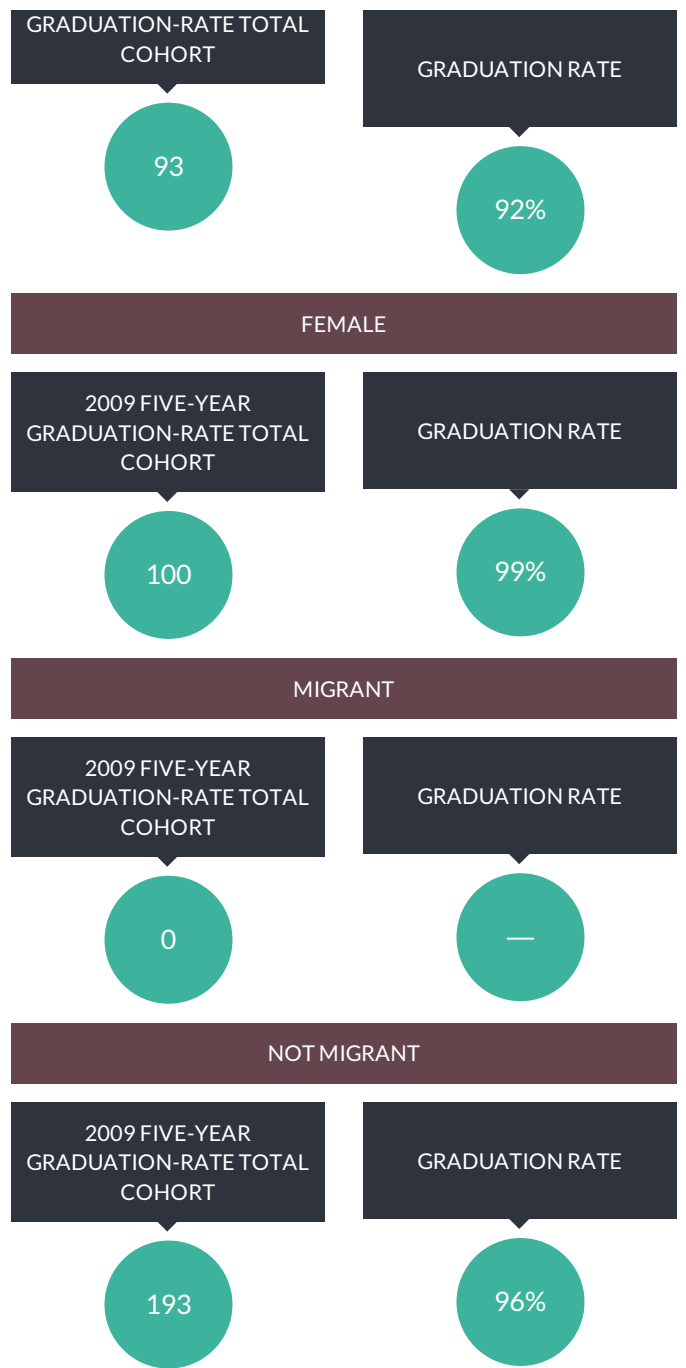 GRADUATION-RATE TOTAL
COHORT
GRADUATION RATE
93
92%
FEMALE
2009 FIVE-YEAR
GRADUATION-RATE TOTAL
COHORT
GRADUATION RATE
100
99%
MIGRANT
2009 FIVE-YEAR
GRADUATION-RATE TOTAL
COHORT
GRADUATION RATE
0
—
NOT MIGRANT
2009 FIVE-YEAR
GRADUATION-RATE TOTAL
COHORT
GRADUATION RATE
193
96%